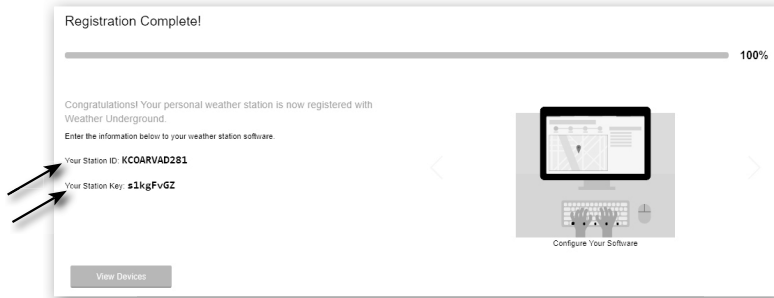 Registration Complete!
100%
Congratulations! Your personal weather station is now registered with
Weather Underground.
Enter the information below to your weather station software.
Your Station ID: KCOARVAD281
Your Station Key: s1kgFvGZ
Configure Your Software
View Devices